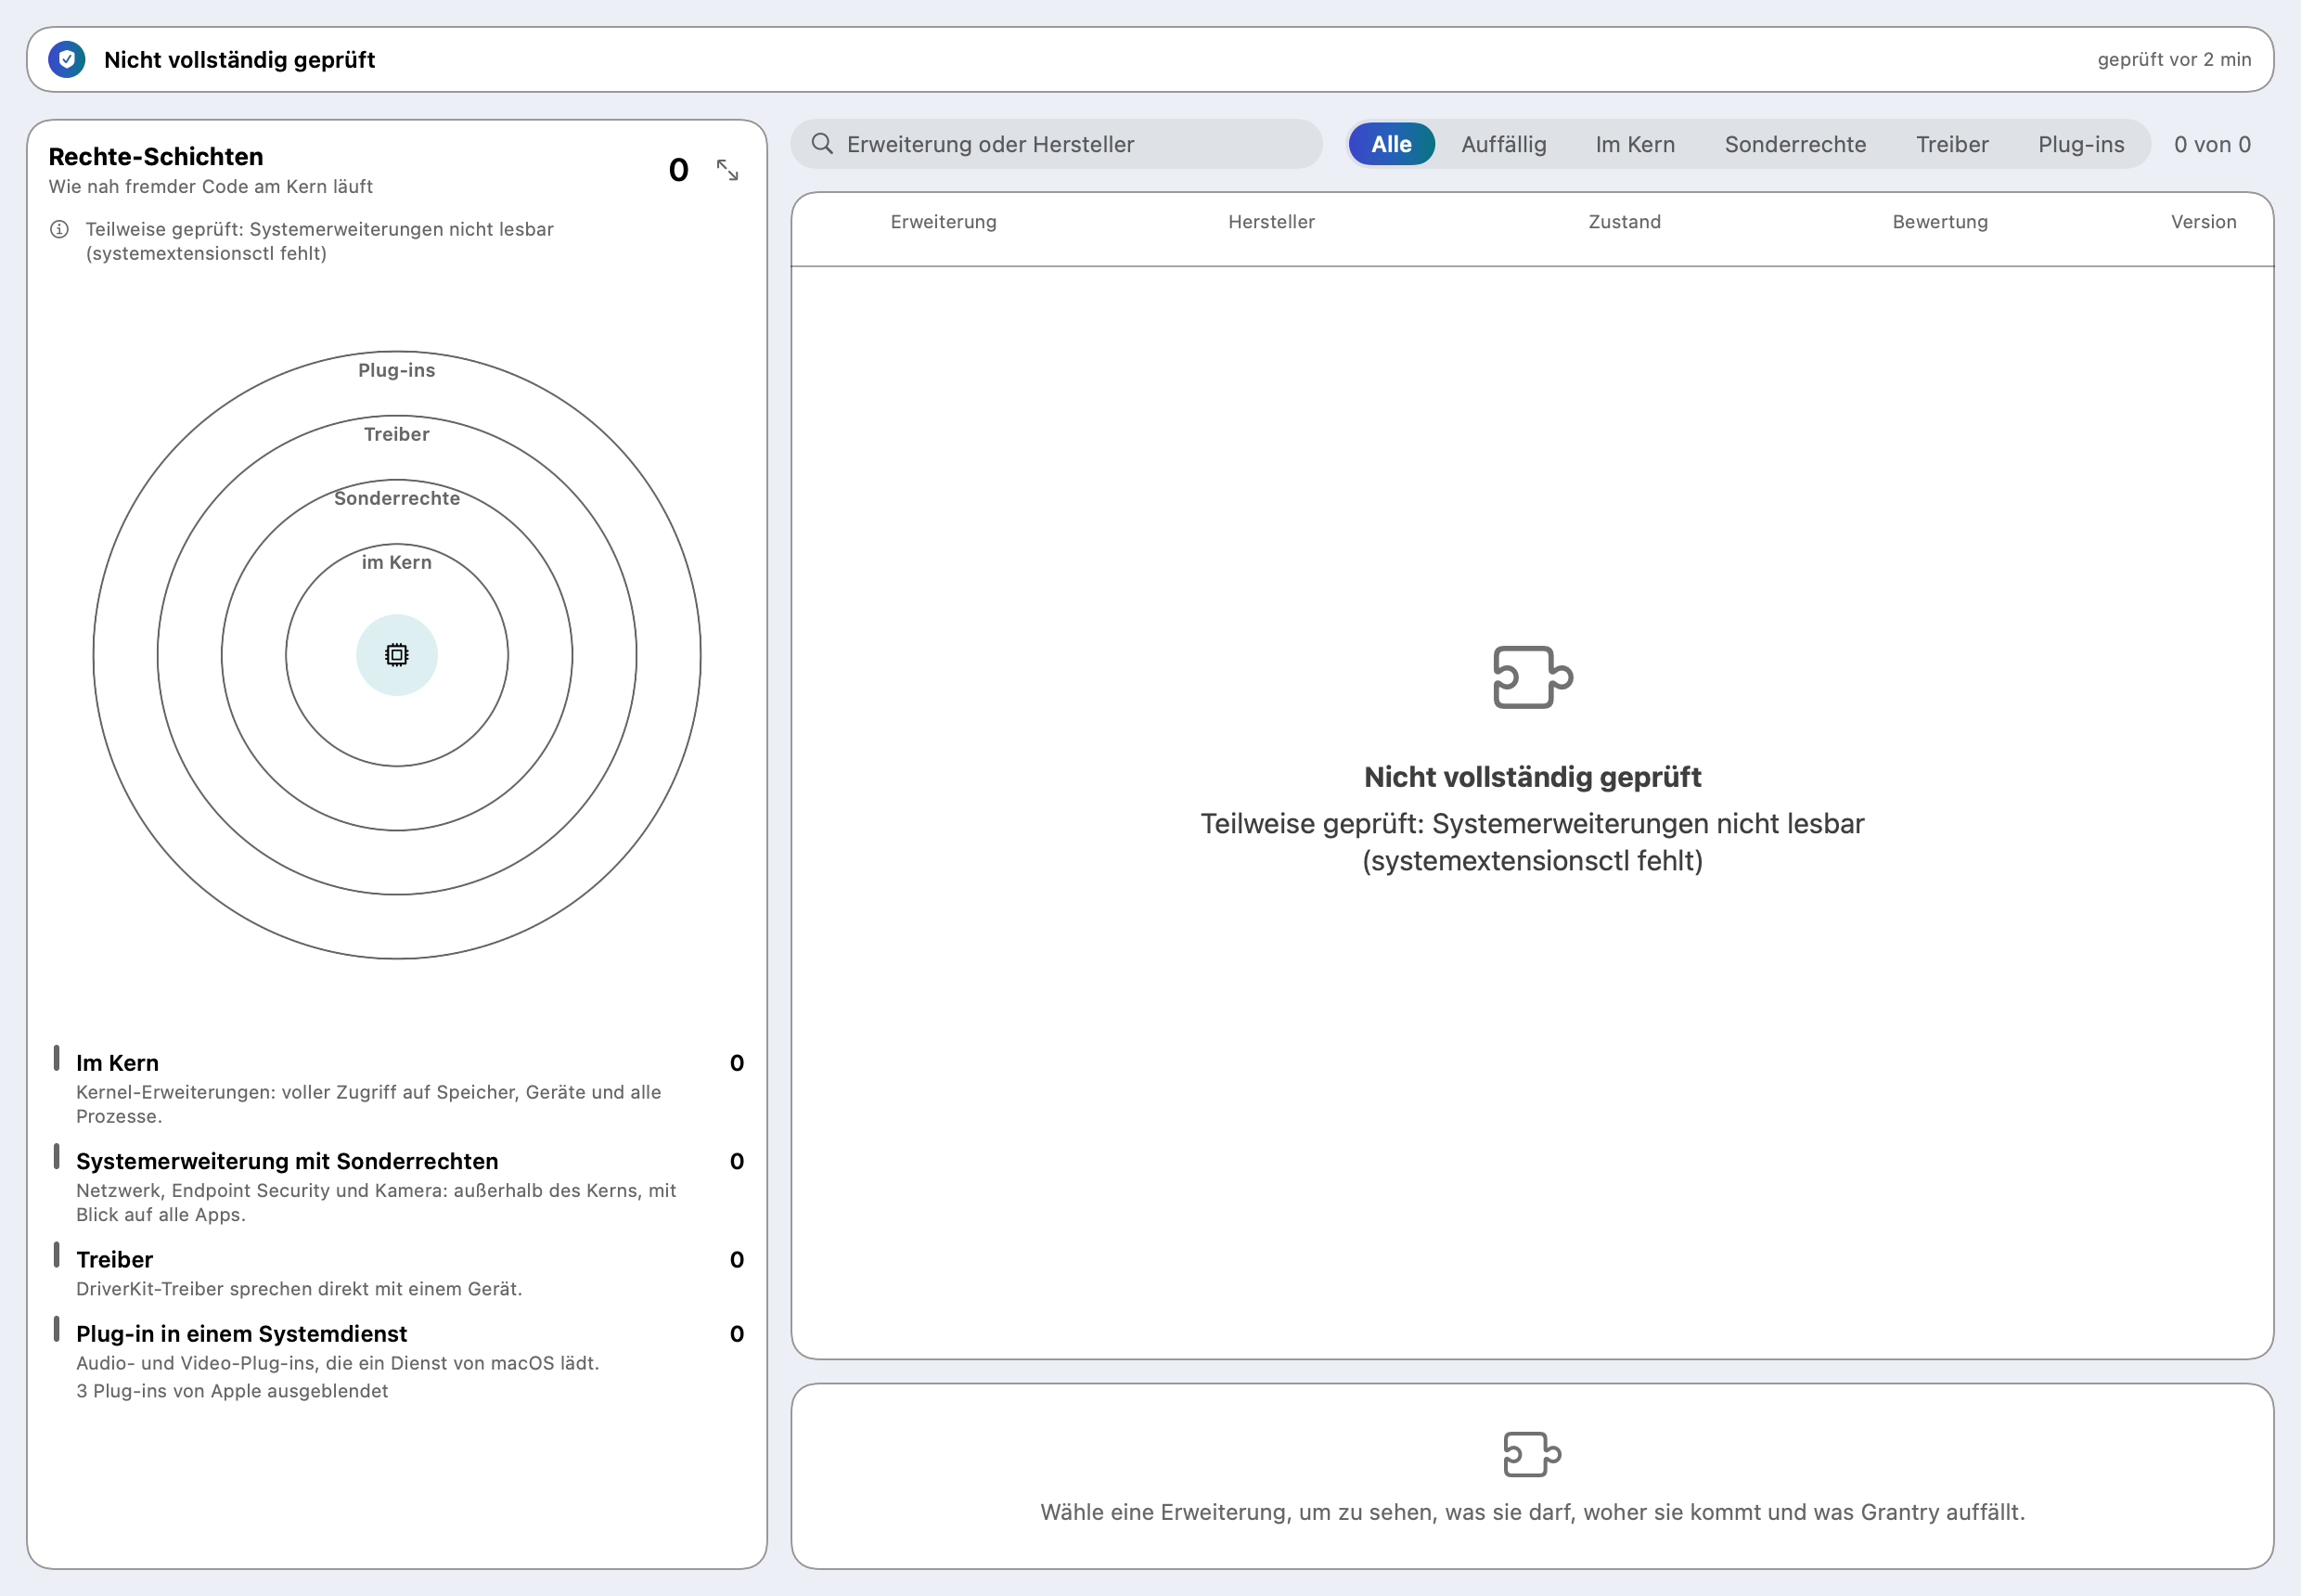 Nicht vollständig geprüft
geprüft vor 2 min
Rechte-Schichten
0
Wie nah fremder Code am Kern läuft
Teilweise geprüft: Systemerweiterungen nicht lesbar
(systemextensionsctl fehlt)
Plug-ins
Treiber
Sonderrechte
im Kern
Im Kern
0
Kernel-Erweiterungen: voller Zugriff auf Speicher, Geräte und alle
Prozesse.
Systemerweiterung mit Sonderrechten
0
Netzwerk, Endpoint Security und Kamera: außerhalb des Kerns, mit
Blick auf alle Apps.
Treiber
0
DriverKit-Treiber sprechen direkt mit einem Gerät.
Plug-in in einem Systemdienst
0
Audio- und Video-Plug-ins, die ein Dienst von macOS lädt.
3 Plug-ins von Apple ausgeblendet
Erweiterung oder Hersteller
Alle
Auffällig
Im Kern
Sonderrechte
Treiber
Plug-ins
0 von 0
Erweiterung
Hersteller
Zustand
Bewertung
Version
Nicht vollständig geprüft
Teilweise geprüft: Systemerweiterungen nicht lesbar
(systemextensionsctl fehlt)
Wähle eine Erweiterung, um zu sehen, was sie darf, woher sie kommt und was Grantry auffällt.